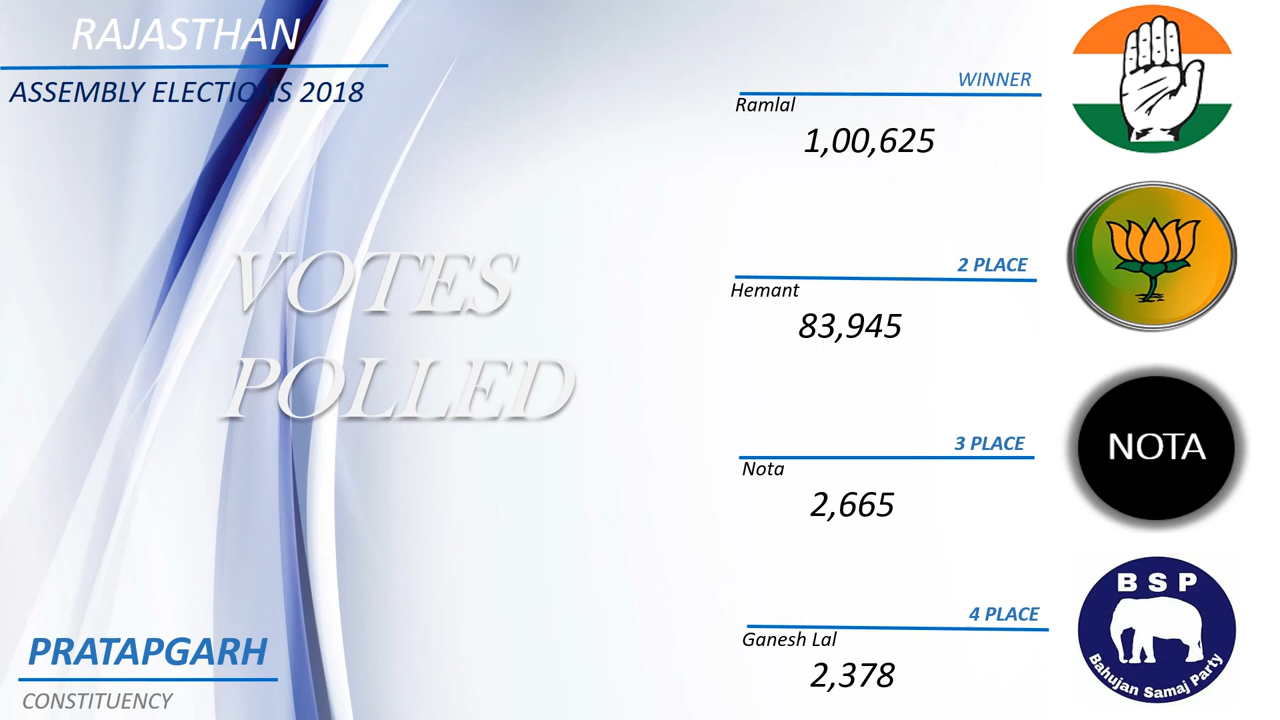 RAJASTHAN
ASSEMBLY ELECTIONS 2018
VOTES
POLLED
PRATAPGARH
CONSTITUENCY
WINNER
Ramlal
1,00,625
2 PLACE
Hemant
83,945
3 PLACE
Nota
2,665
NOTA
4 PLACE
Ganesh Lal
2,378
BSP
Bahujan Samaj Party